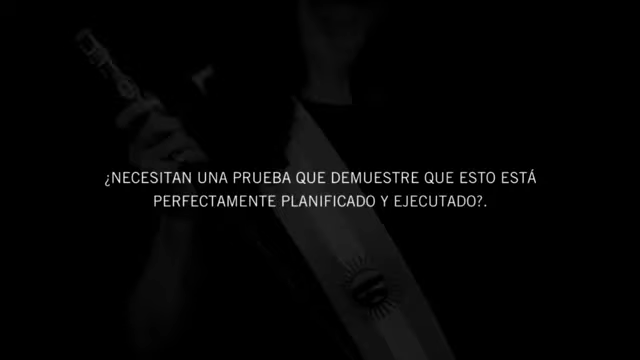 ¿NECESITAN UNA PRUEBA QUE DEMUESTRE QUE ESTO ESTÁ
PERFECTAMENTE PLANIFICADO Y EJECUTADO?.